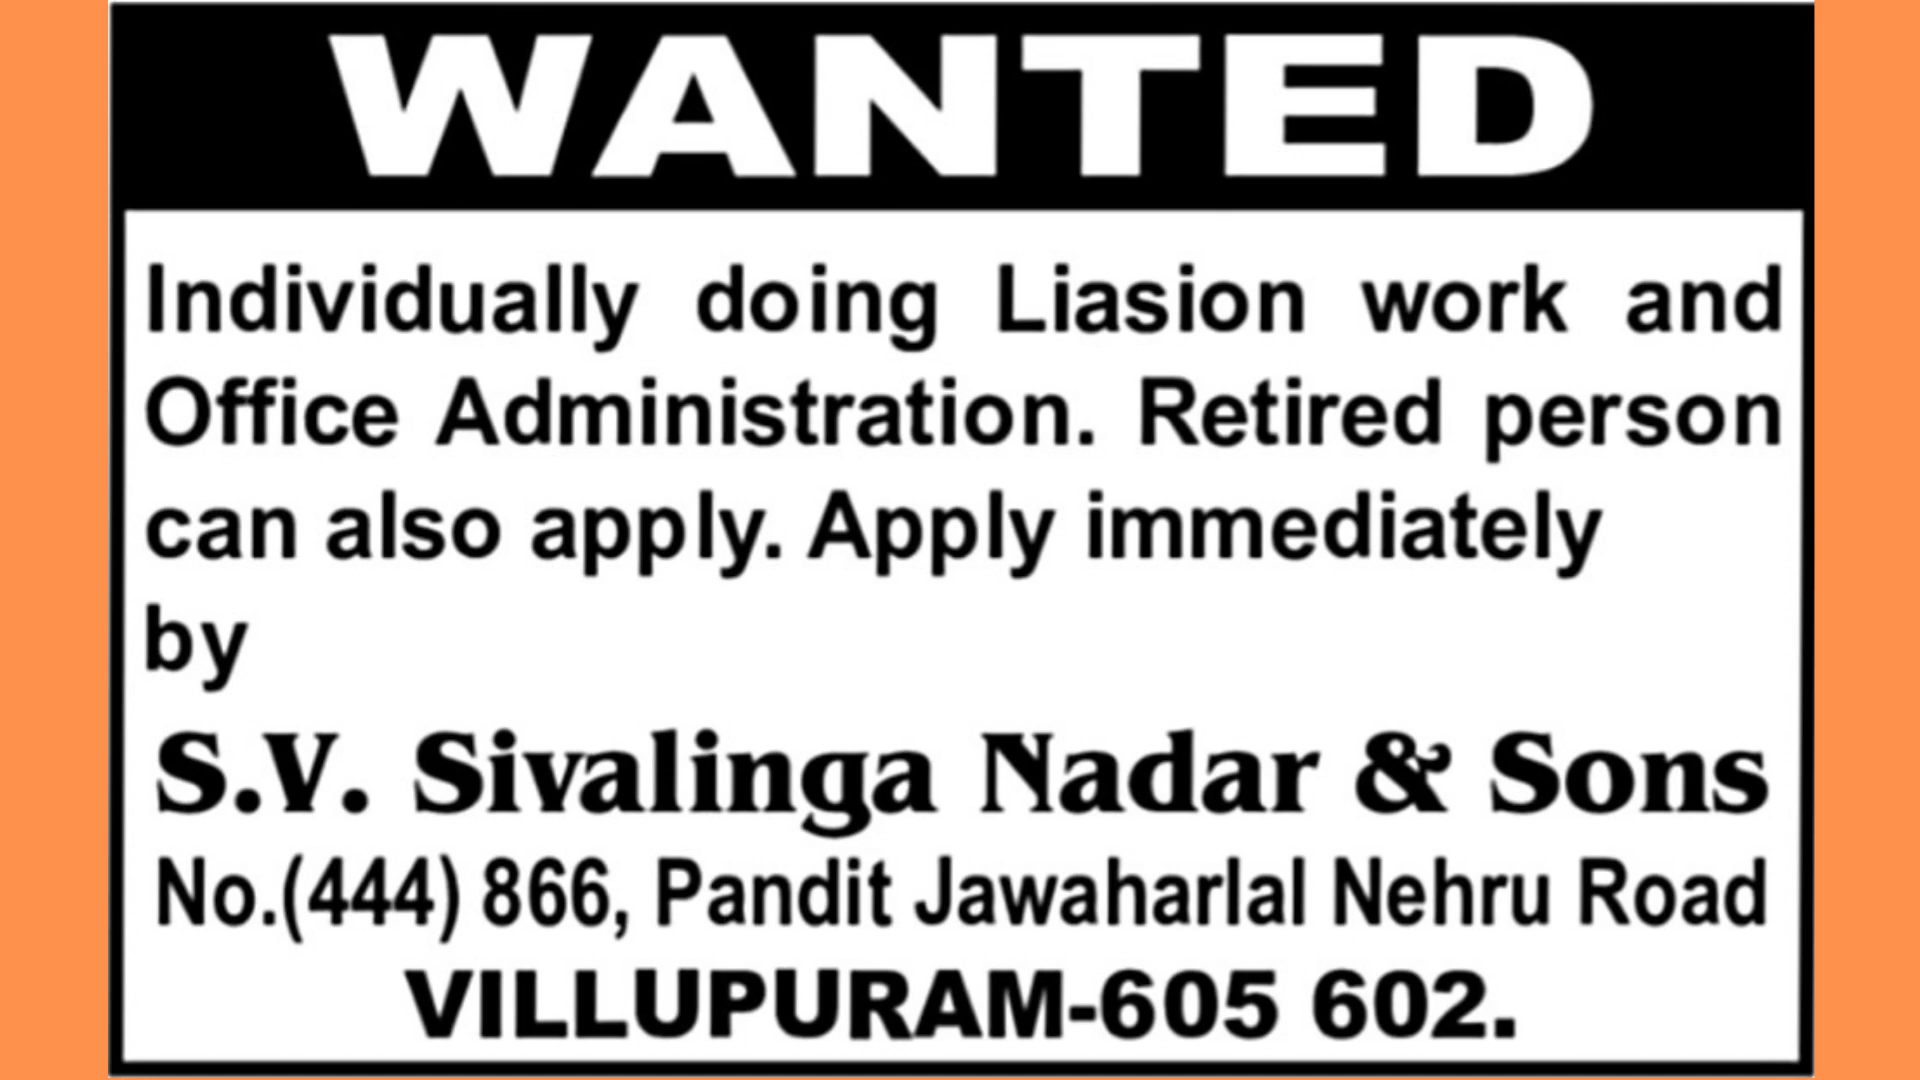 WANTED
Individually doing Liasion work and
Office Administration. Retired person
can also apply. Apply immediately
by
S.V. Sivalinga Nadar & Sons
No.(444) 866, Pandit Jawaharlal Nehru Road
VILLUPURAM-605 602.